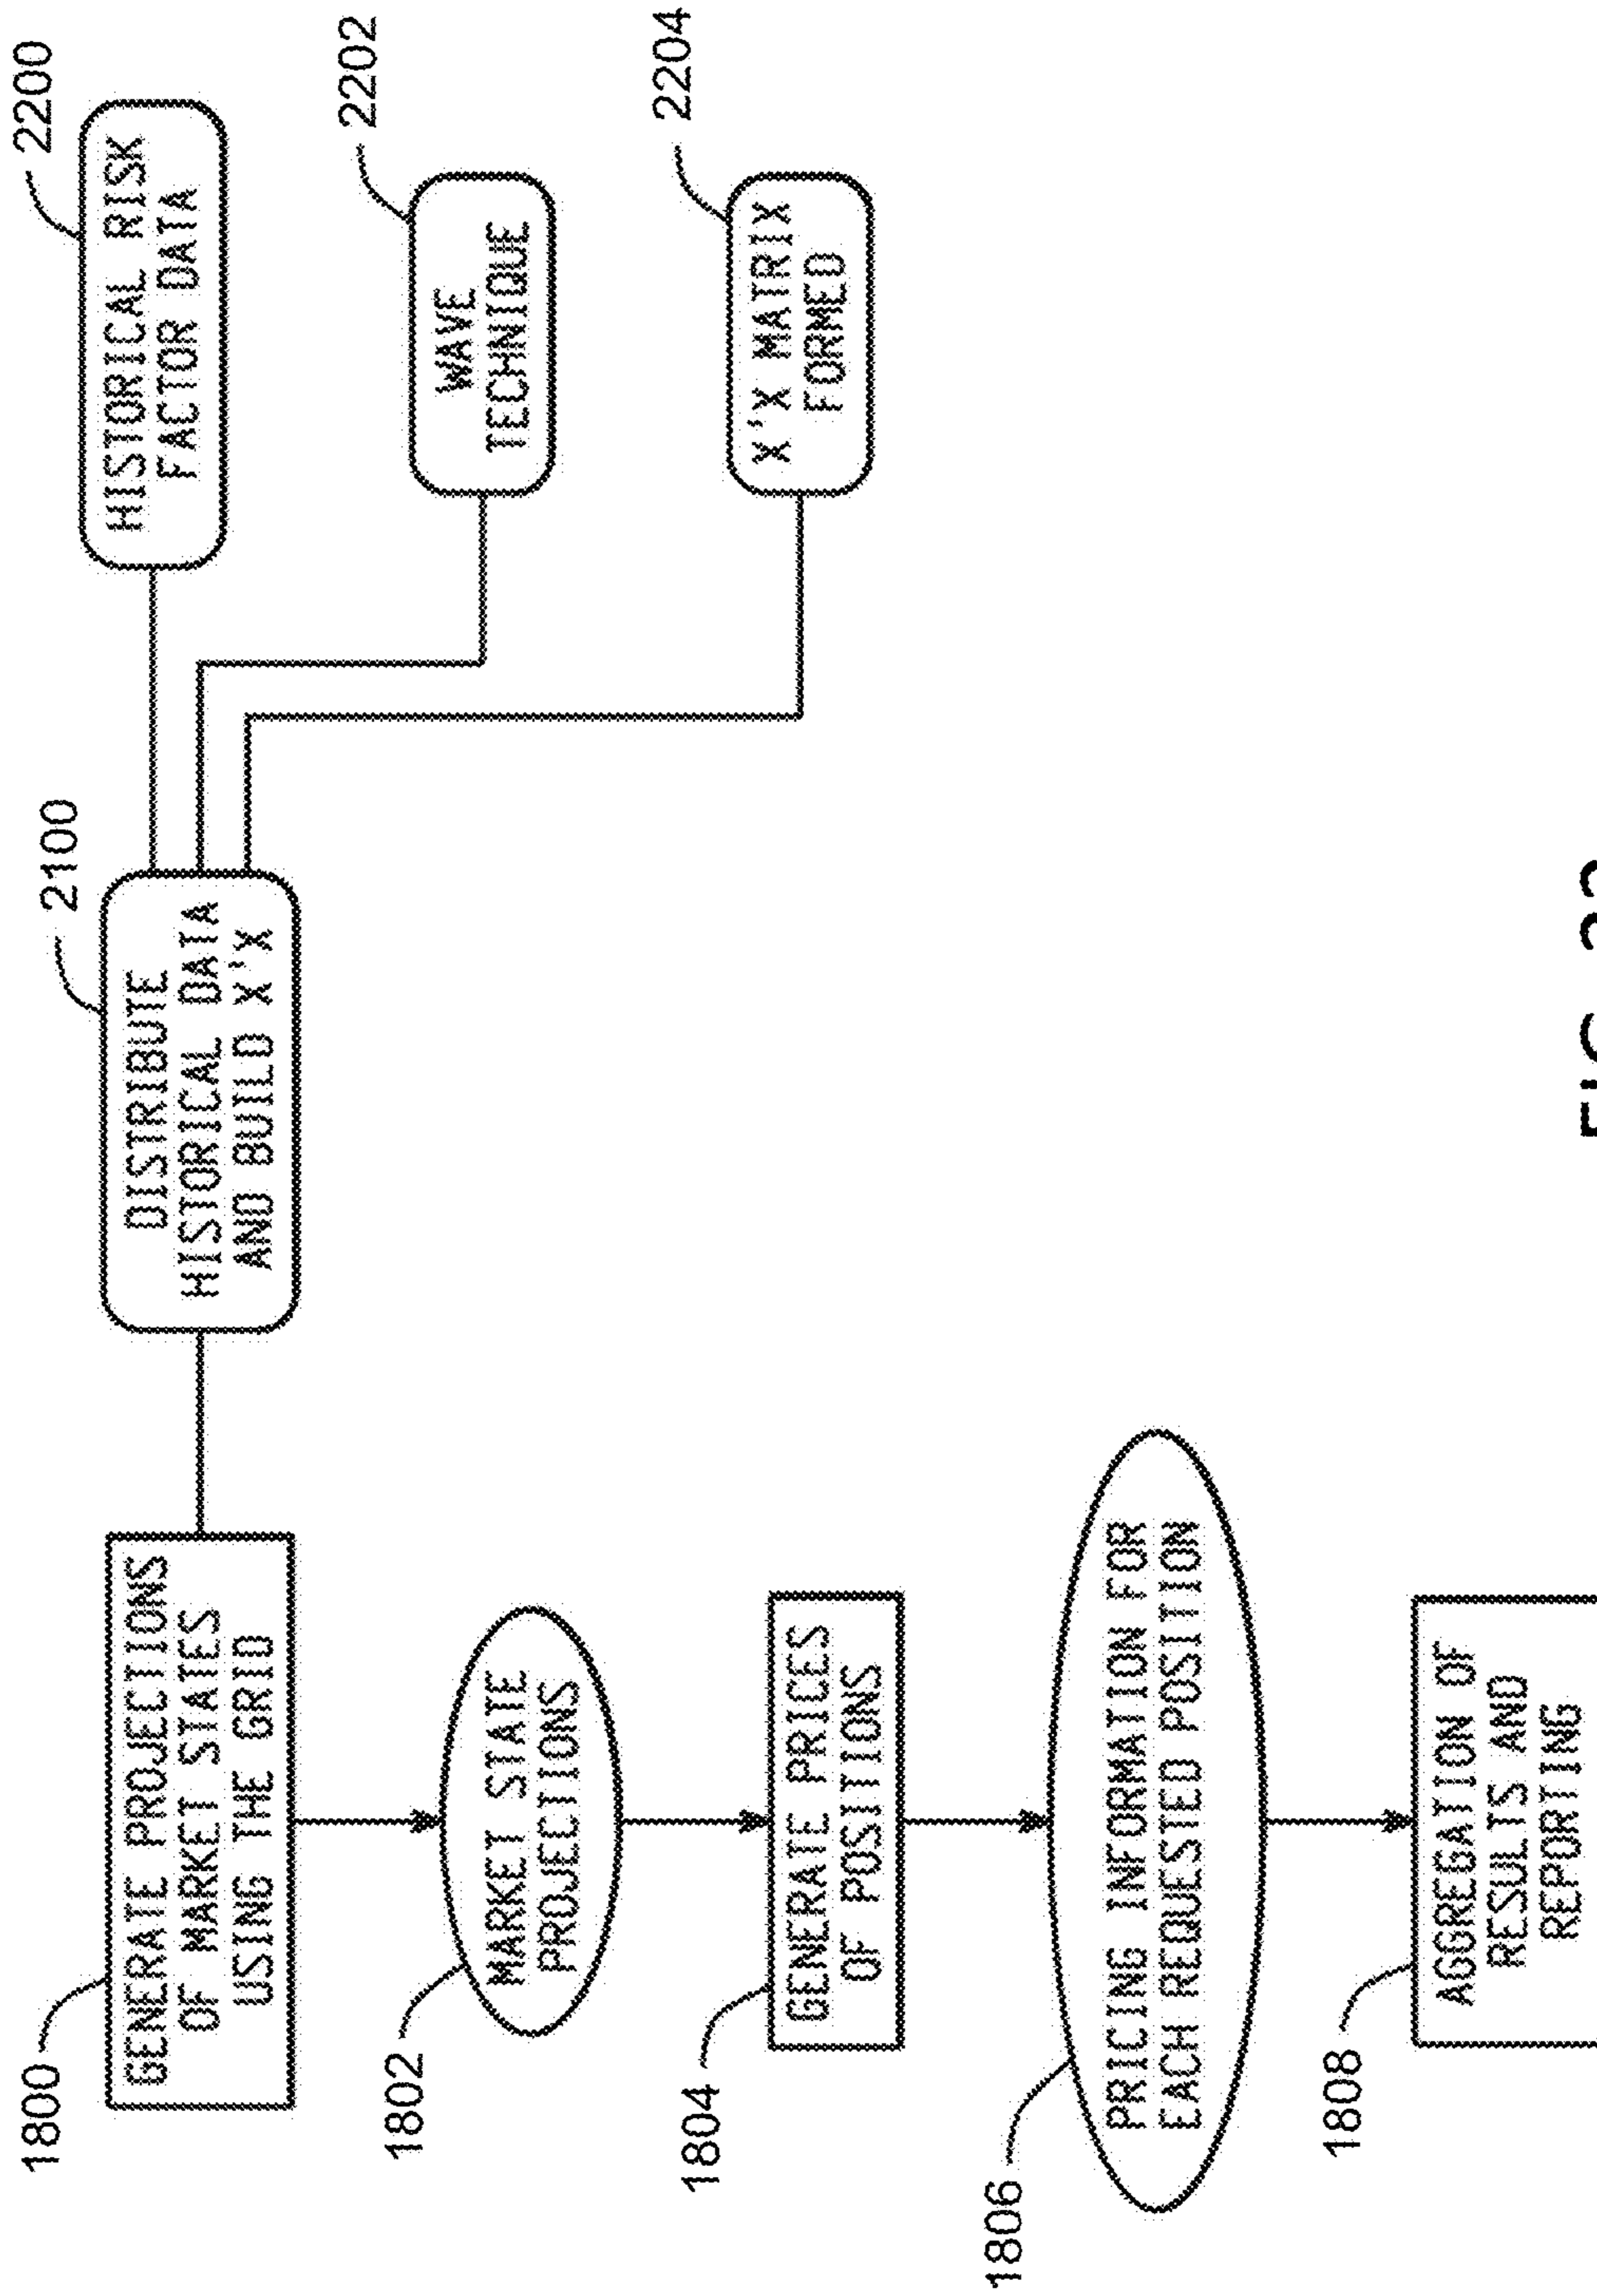 1800
GENERATE PROJECTIONS
OF MARKET STATES
USING THE GRID
2100
DISTRIBUTE
HISTORICAL DATA
AND BUILD X'X
2200
HISTORICAL RISK
FACTOR DATA
2202
WAVE
TECHNIQUE
2204
X'X MATRIX
FORMED
1802
MARKET STATE
PROJECTIONS
1804
GENERATE PRICES
OF POSITIONS
1806
PRICING INFORMATION FOR
EACH REQUESTED POSITION
1808
AGGREGATION OF
RESULTS AND
REPORTING